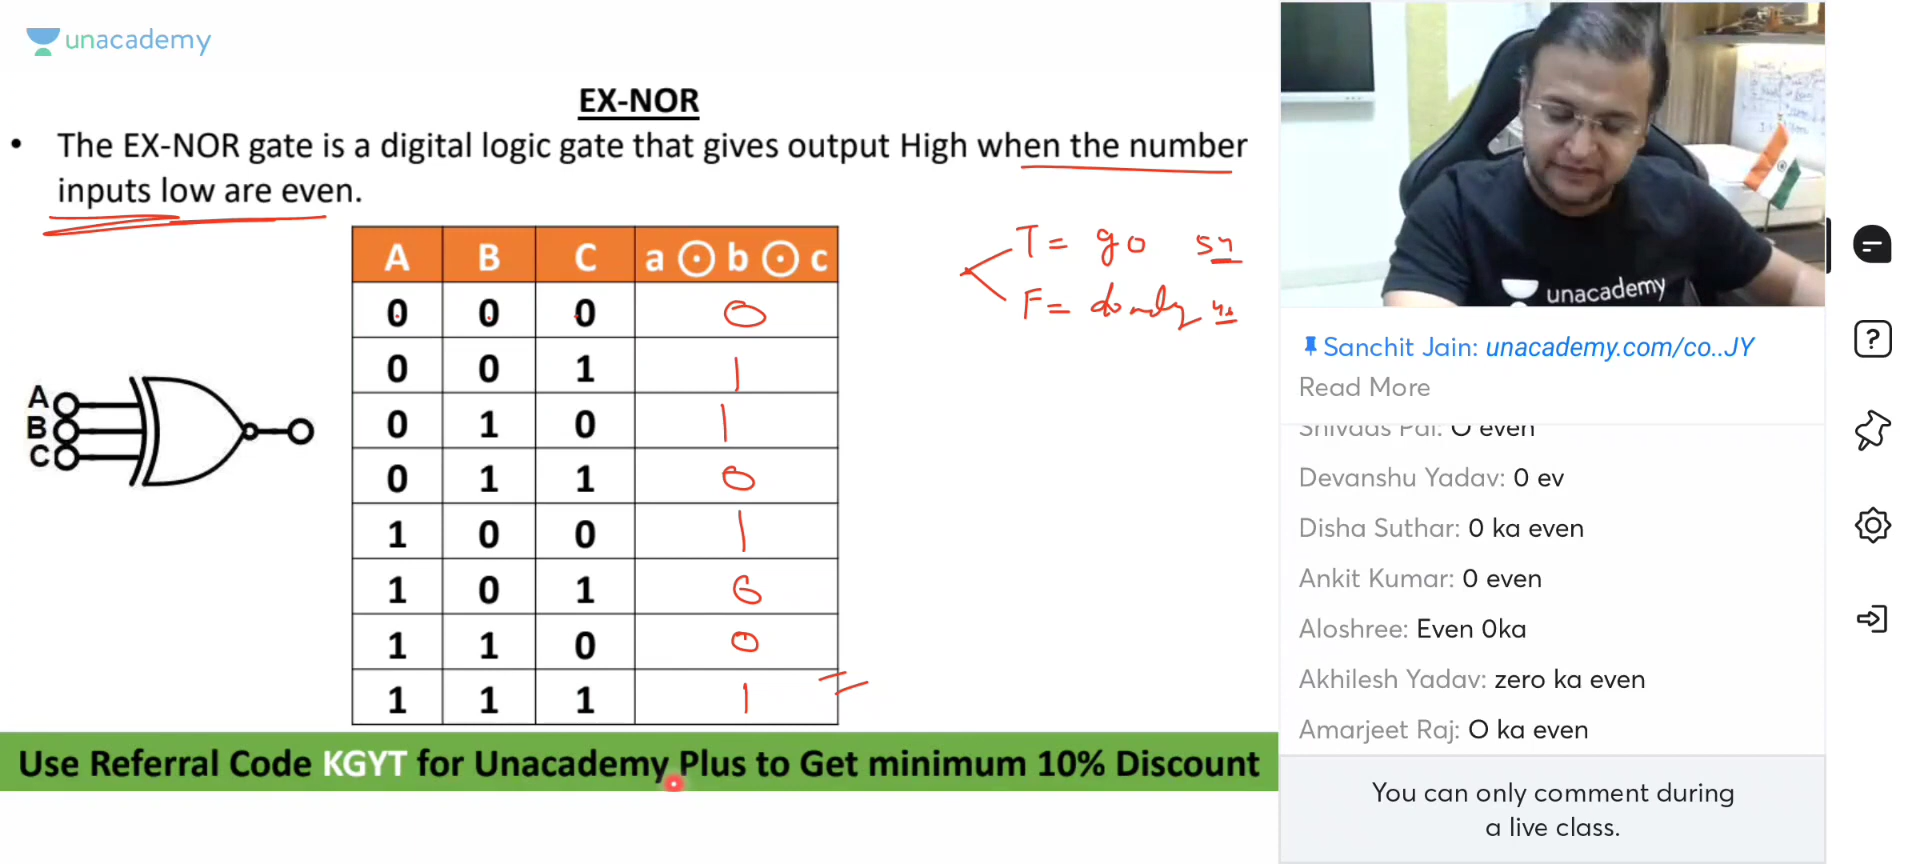 unacademy
EX-NOR
• The EX-NOR gate is a digital logic gate that gives output High when the number
inputs low are even.
A B C a ⊙ b ⊙ c
0 0 0 0
0 0 1 1
0 1 0 1
0 1 1 0
1 0 0 1
1 0 1 0
1 1 0 0
1 1 1 1
A
B
C
T = go
F =
Use Referral Code KGYT for Unacademy Plus to Get minimum 10% Discount
unacademy
Sanchit Jain: unacademy.com/co..JY
Read More
Shivdas Pal: O even
Devanshu Yadav: 0 ev
Disha Suthar: 0 ka even
Ankit Kumar: 0 even
Aloshree: Even 0ka
Akhilesh Yadav: zero ka even
Amarjeet Raj: O ka even
You can only comment during
a live class.
?